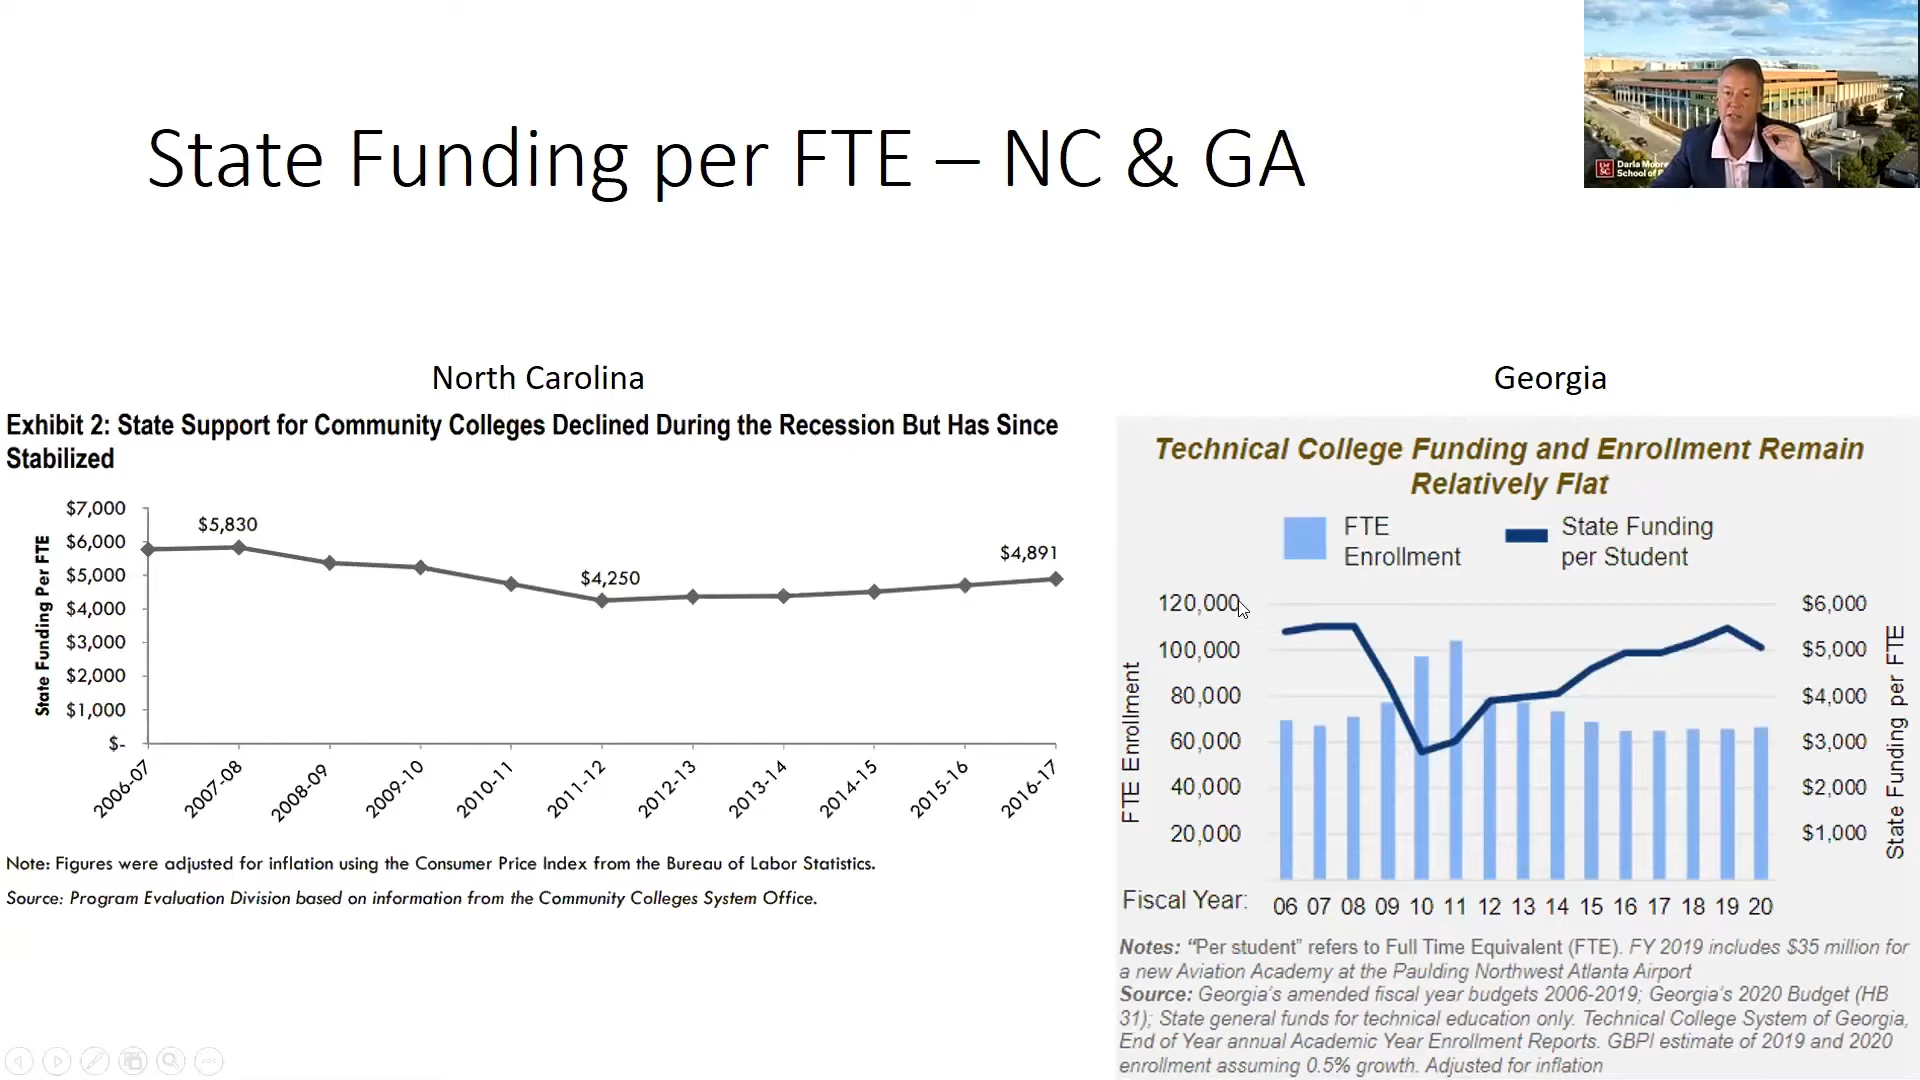 State Funding per FTE – NC & GA
UofSC
Darla Moore
School of
North Carolina
Exhibit 2: State Support for Community Colleges Declined During the Recession But Has Since
Stabilized
State Funding Per FTE
$7,000
$6,000
$5,000
$4,000
$3,000
$2,000
$1,000
$-
$5,830
$4,250
$4,891
2006-07
2007-08
2008-09
2009-10
2010-11
2011-12
2012-13
2013-14
2014-15
2015-16
2016-17
Note: Figures were adjusted for inflation using the Consumer Price Index from the Bureau of Labor Statistics.
Source: Program Evaluation Division based on information from the Community Colleges System Office.
Georgia
Technical College Funding and Enrollment Remain
Relatively Flat
FTE
Enrollment
State Funding
per Student
FTE Enrollment
120,000
100,000
80,000
60,000
40,000
20,000
$6,000
$5,000
$4,000
$3,000
$2,000
$1,000
State Funding per FTE
Fiscal Year: 06 07 08 09 10 11 12 13 14 15 16 17 18 19 20
Notes: “Per student” refers to Full Time Equivalent (FTE). FY 2019 includes $35 million for
a new Aviation Academy at the Paulding Northwest Atlanta Airport
Source: Georgia's amended fiscal year budgets 2006-2019; Georgia's 2020 Budget (HB
31); State general funds for technical education only. Technical College System of Georgia,
End of Year annual Academic Year Enrollment Reports. GBPI estimate of 2019 and 2020
enrollment assuming 0.5% growth. Adjusted for inflation